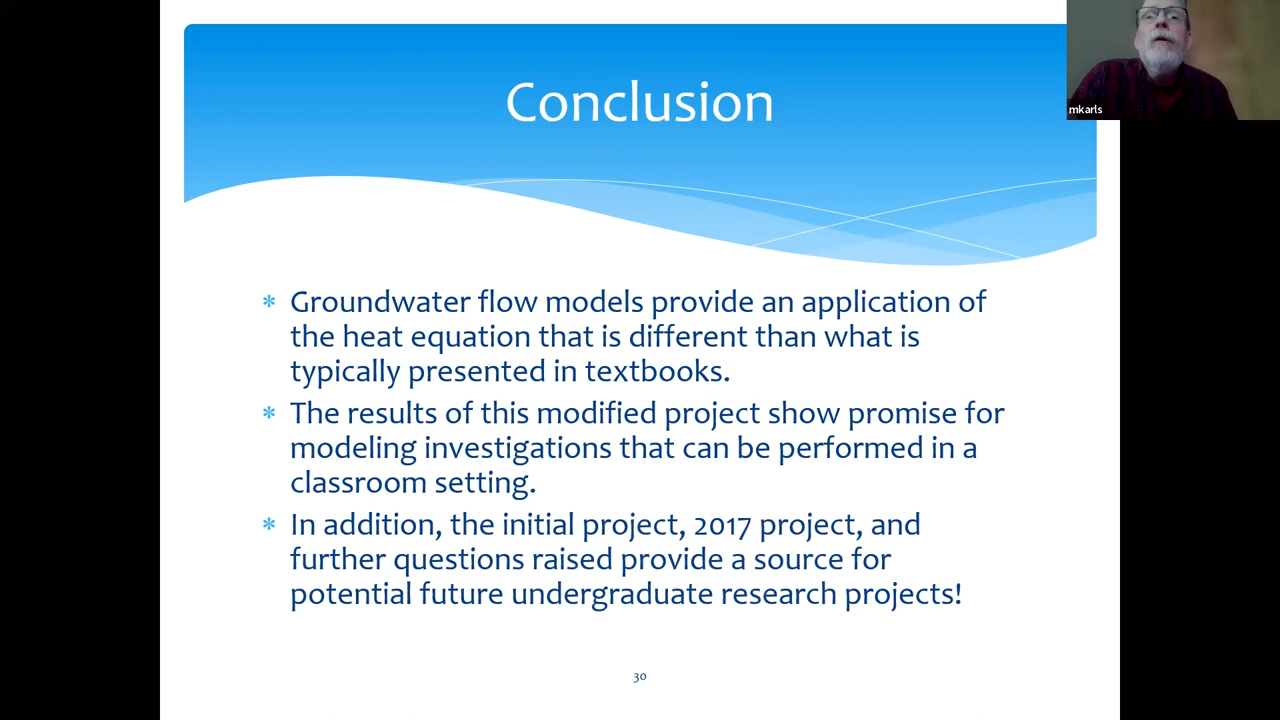 Conclusion
mkarls
* Groundwater flow models provide an application of
the heat equation that is different than what is
typically presented in textbooks.
* The results of this modified project show promise for
modeling investigations that can be performed in a
classroom setting.
* In addition, the initial project, 2017 project, and
further questions raised provide a source for
potential future undergraduate research projects!
30